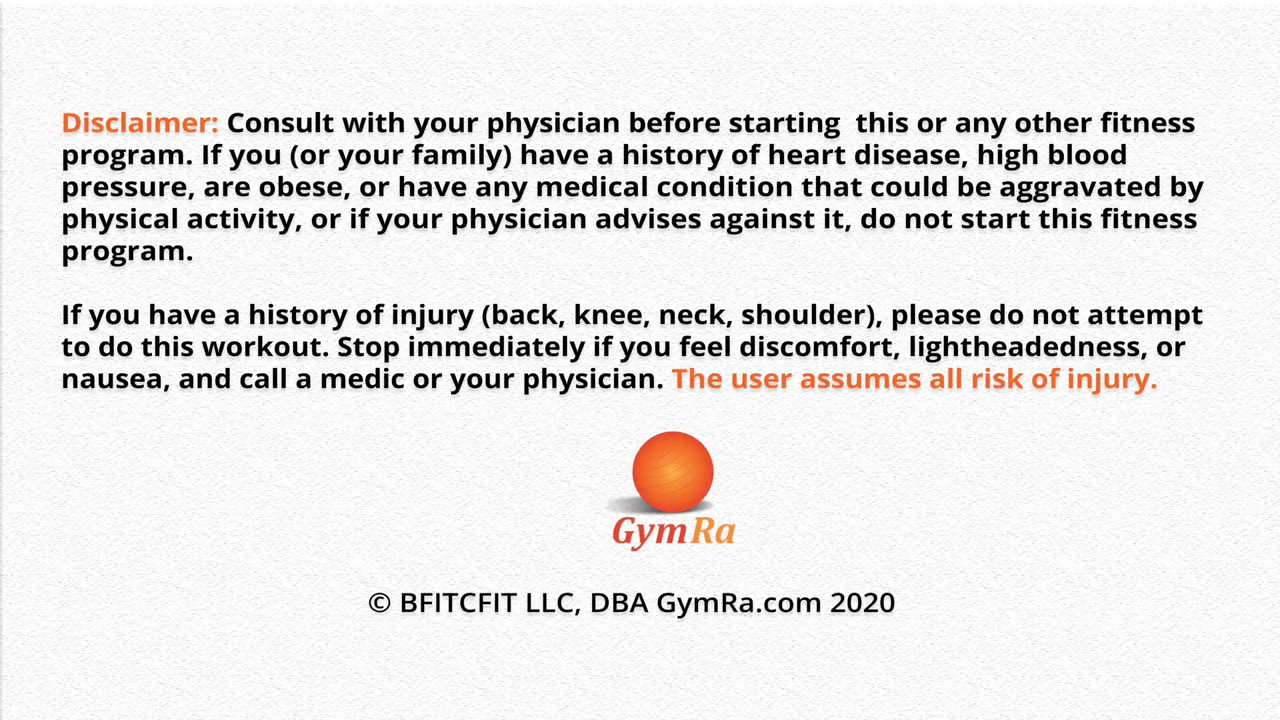 Disclaimer: Consult with your physician before starting  this or any other fitness
program. If you (or your family) have a history of heart disease, high blood
pressure, are obese, or have any medical condition that could be aggravated by
physical activity, or if your physician advises against it, do not start this fitness
program.
If you have a history of injury (back, knee, neck, shoulder), please do not attempt
to do this workout. Stop immediately if you feel discomfort, lightheadedness, or
nausea, and call a medic or your physician. The user assumes all risk of injury.
GymRa
© BFITCFIT LLC, DBA GymRa.com 2020